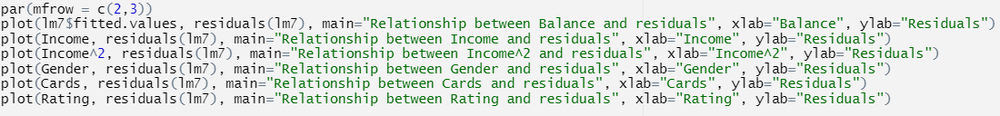 par(mfrow = c(2,3))
plot(lm7$fitted.values, residuals(lm7), main="Relationship between Balance and residuals", xlab="Balance", ylab="Residuals")
plot(Income, residuals(lm7), main="Relationship between Income and residuals", xlab="Income", ylab="Residuals")
plot(Income^2, residuals(lm7), main="Relationship between Income^2 and residuals", xlab="Income^2", ylab="Residuals")
plot(Gender, residuals(lm7), main="Relationship between Gender and residuals", xlab="Gender", ylab="Residuals")
plot(Cards, residuals(lm7), main="Relationship between Cards and residuals", xlab="Cards", ylab="Residuals")
plot(Rating, residuals(lm7), main="Relationship between Rating and residuals", xlab="Rating", ylab="Residuals")